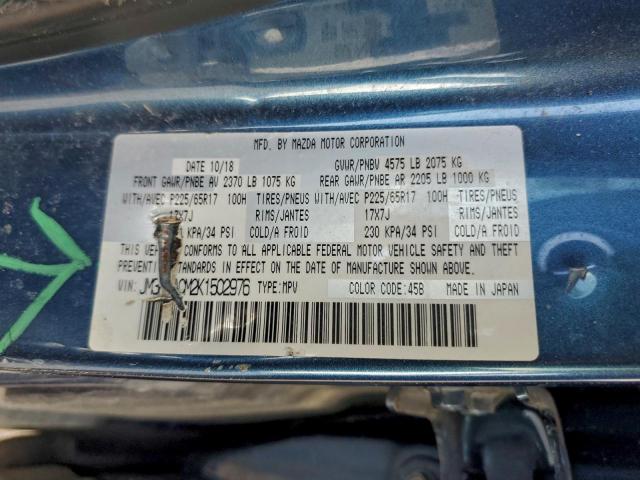 MFD. BY MAZDA MOTOR CORPORATION
DATE 10/18 GVWR/PNBV 4575 LB 2075 KG
FRONT GAWR/PNBE AV 2370 LB 1075 KG REAR GAWR/PNBE AR 2205 LB 1000 KG
WITH/AVEC P225/65R17 100H TIRES/PNEUS WITH/AVEC P225/65R17 100H TIRES/PNEUS
17X7J RIMS/JANTES 17X7J RIMS/JANTES
KPA/34 PSI COLD/A FROID 230 KPA/34 PSI COLD/A FROID
THIS CONFORMS TO ALL APPLICABLE FEDERAL MOTOR VEHICLE SAFETY AND THEFT
PREVENTION STANDARDS IN EFFECT ON THE DATE OF MANUFACTURE SHOWN ABOVE.
VIN: TYPE:MPV COLOR CODE:45B MADE IN JAPAN